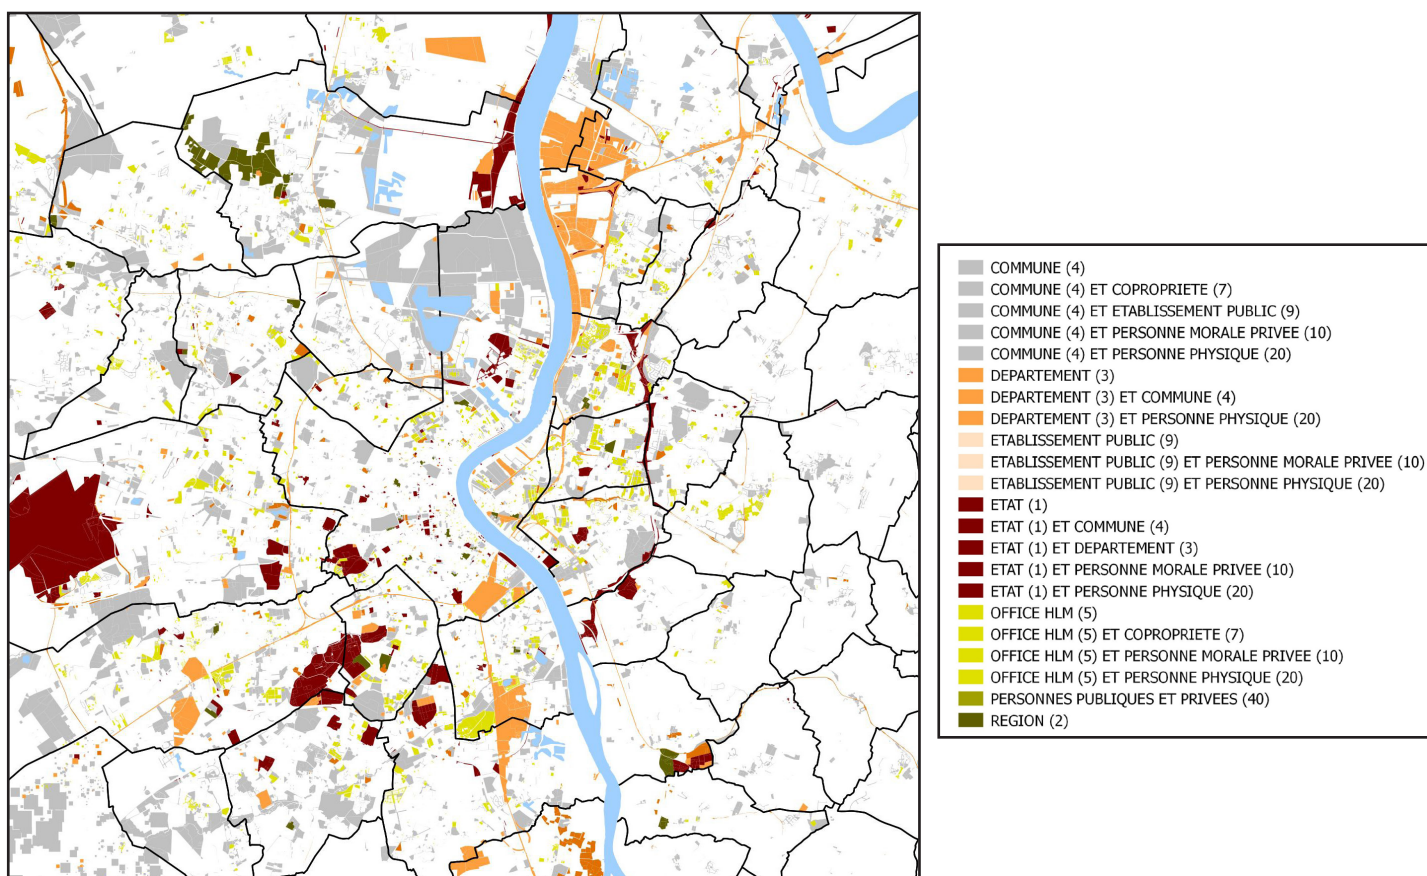 COMMUNE (4)
COMMUNE (4) ET COPROPRIETE (7)
COMMUNE (4) ET ETABLISSEMENT PUBLIC (9)
COMMUNE (4) ET PERSONNE MORALE PRIVEE (10)
COMMUNE (4) ET PERSONNE PHYSIQUE (20)
DEPARTEMENT (3)
DEPARTEMENT (3) ET COMMUNE (4)
DEPARTEMENT (3) ET PERSONNE PHYSIQUE (20)
ETABLISSEMENT PUBLIC (9)
ETABLISSEMENT PUBLIC (9) ET PERSONNE MORALE PRIVEE (10)
ETABLISSEMENT PUBLIC (9) ET PERSONNE PHYSIQUE (20)
ETAT (1)
ETAT (1) ET COMMUNE (4)
ETAT (1) ET DEPARTEMENT (3)
ETAT (1) ET PERSONNE MORALE PRIVEE (10)
ETAT (1) ET PERSONNE PHYSIQUE (20)
OFFICE HLM (5)
OFFICE HLM (5) ET COPROPRIETE (7)
OFFICE HLM (5) ET PERSONNE MORALE PRIVEE (10)
OFFICE HLM (5) ET PERSONNE PHYSIQUE (20)
PERSONNES PUBLIQUES ET PRIVEES (40)
REGION (2)